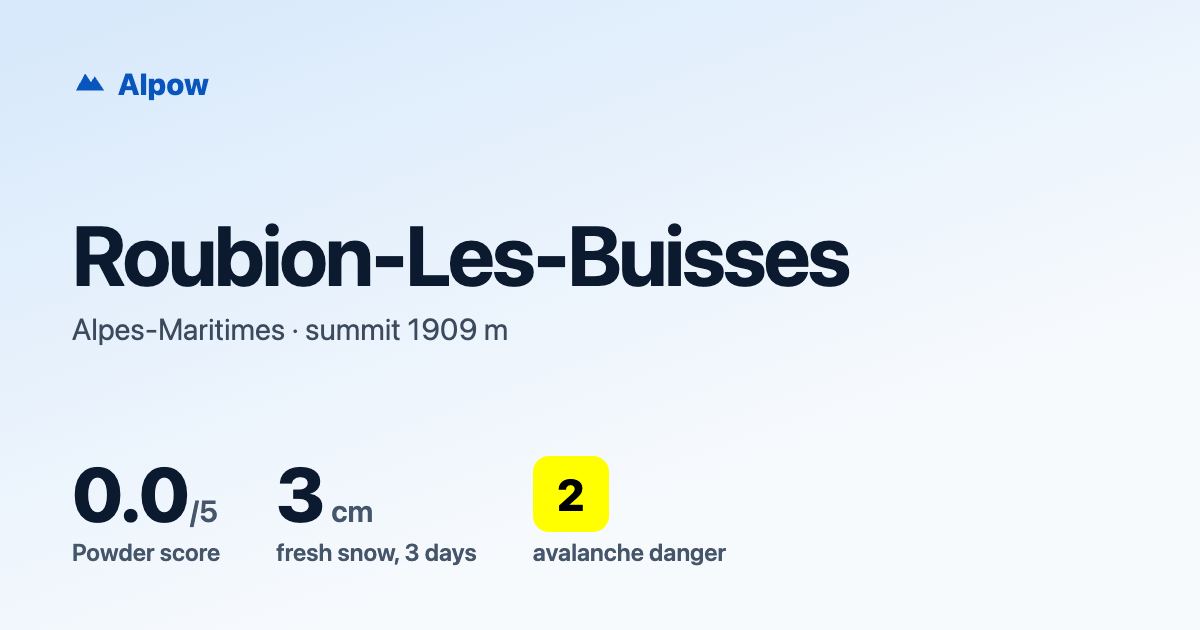 Alpow
Roubion-Les-Buisses
Alpes-Maritimes · summit 1909 m
0.0/5
Powder score
3 cm
fresh snow, 3 days
2
avalanche danger